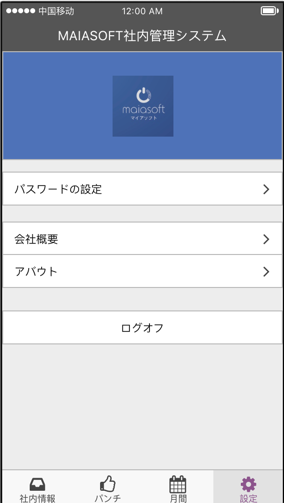 中国移动 12:00 AM
MAIASOFT社内管理システム
maiasoft
マイアソフト
パスワードの設定
会社概要
アバウト
ログオフ
社内情報 パンチ 月間 設定